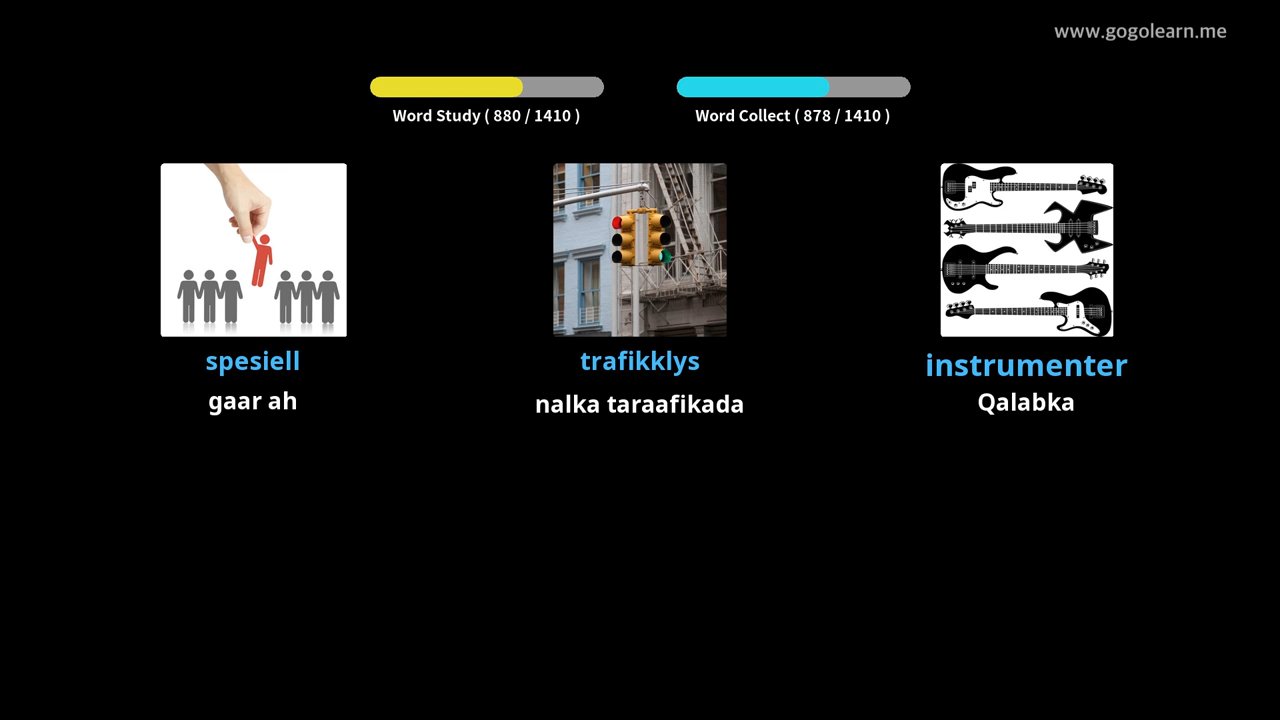 www.gogolearn.me
Word Study ( 880 / 1410 )
Word Collect ( 878 / 1410 )
spesiell
trafikklys
instrumenter
gaar ah
nalka taraafikada
Qalabka